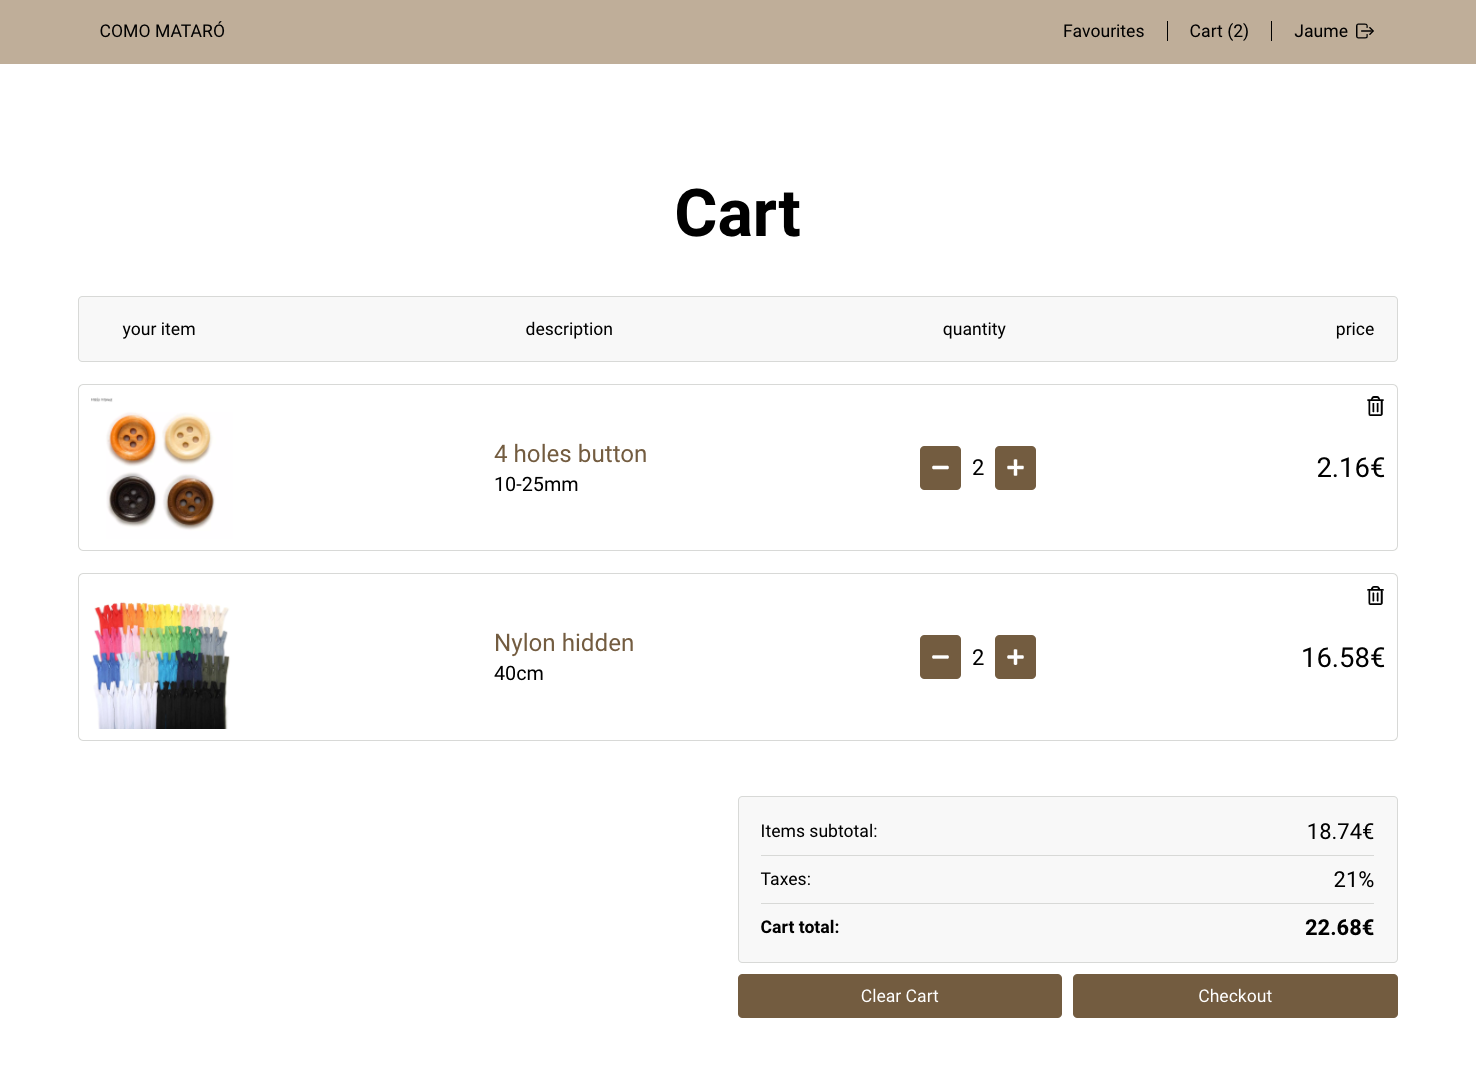 COMO MATARÓ
Favourites
Cart (2)
Jaume
Cart
your item
description
quantity
price
4 holes button
10-25mm
2
2.16€
Nylon hidden
40cm
2
16.58€
Items subtotal:
18.74€
Taxes:
21%
Cart total:
22.68€
Clear Cart
Checkout